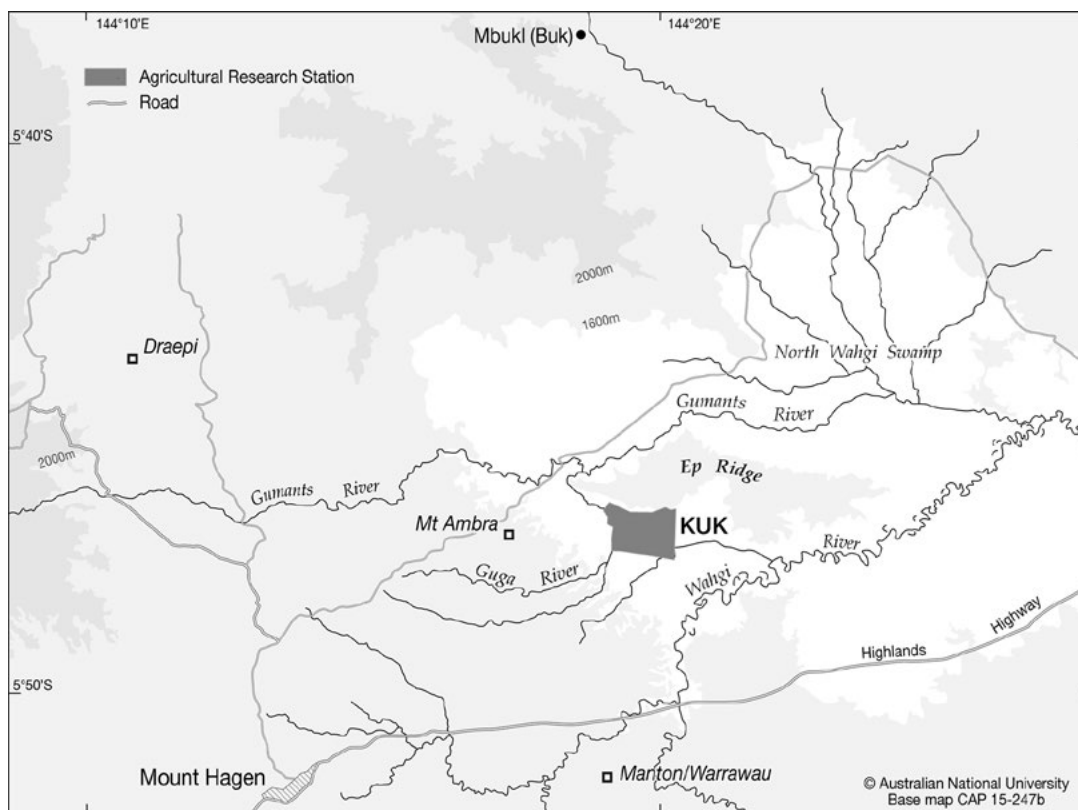 144°10'E
144°20'E
Mbukl (Buk)
Agricultural Research Station
Road
5°40'S
2000m
1600m
Draepi
North Wahgi Swamp
Gumants River
2000m
Ep Ridge
Gumants River
Mt Ambra
KUK
Guga River
Wahgi River
Highlands Highway
5°50'S
Mount Hagen
Manton/Warrawau
© Australian National University
Base map CAP 15-247b